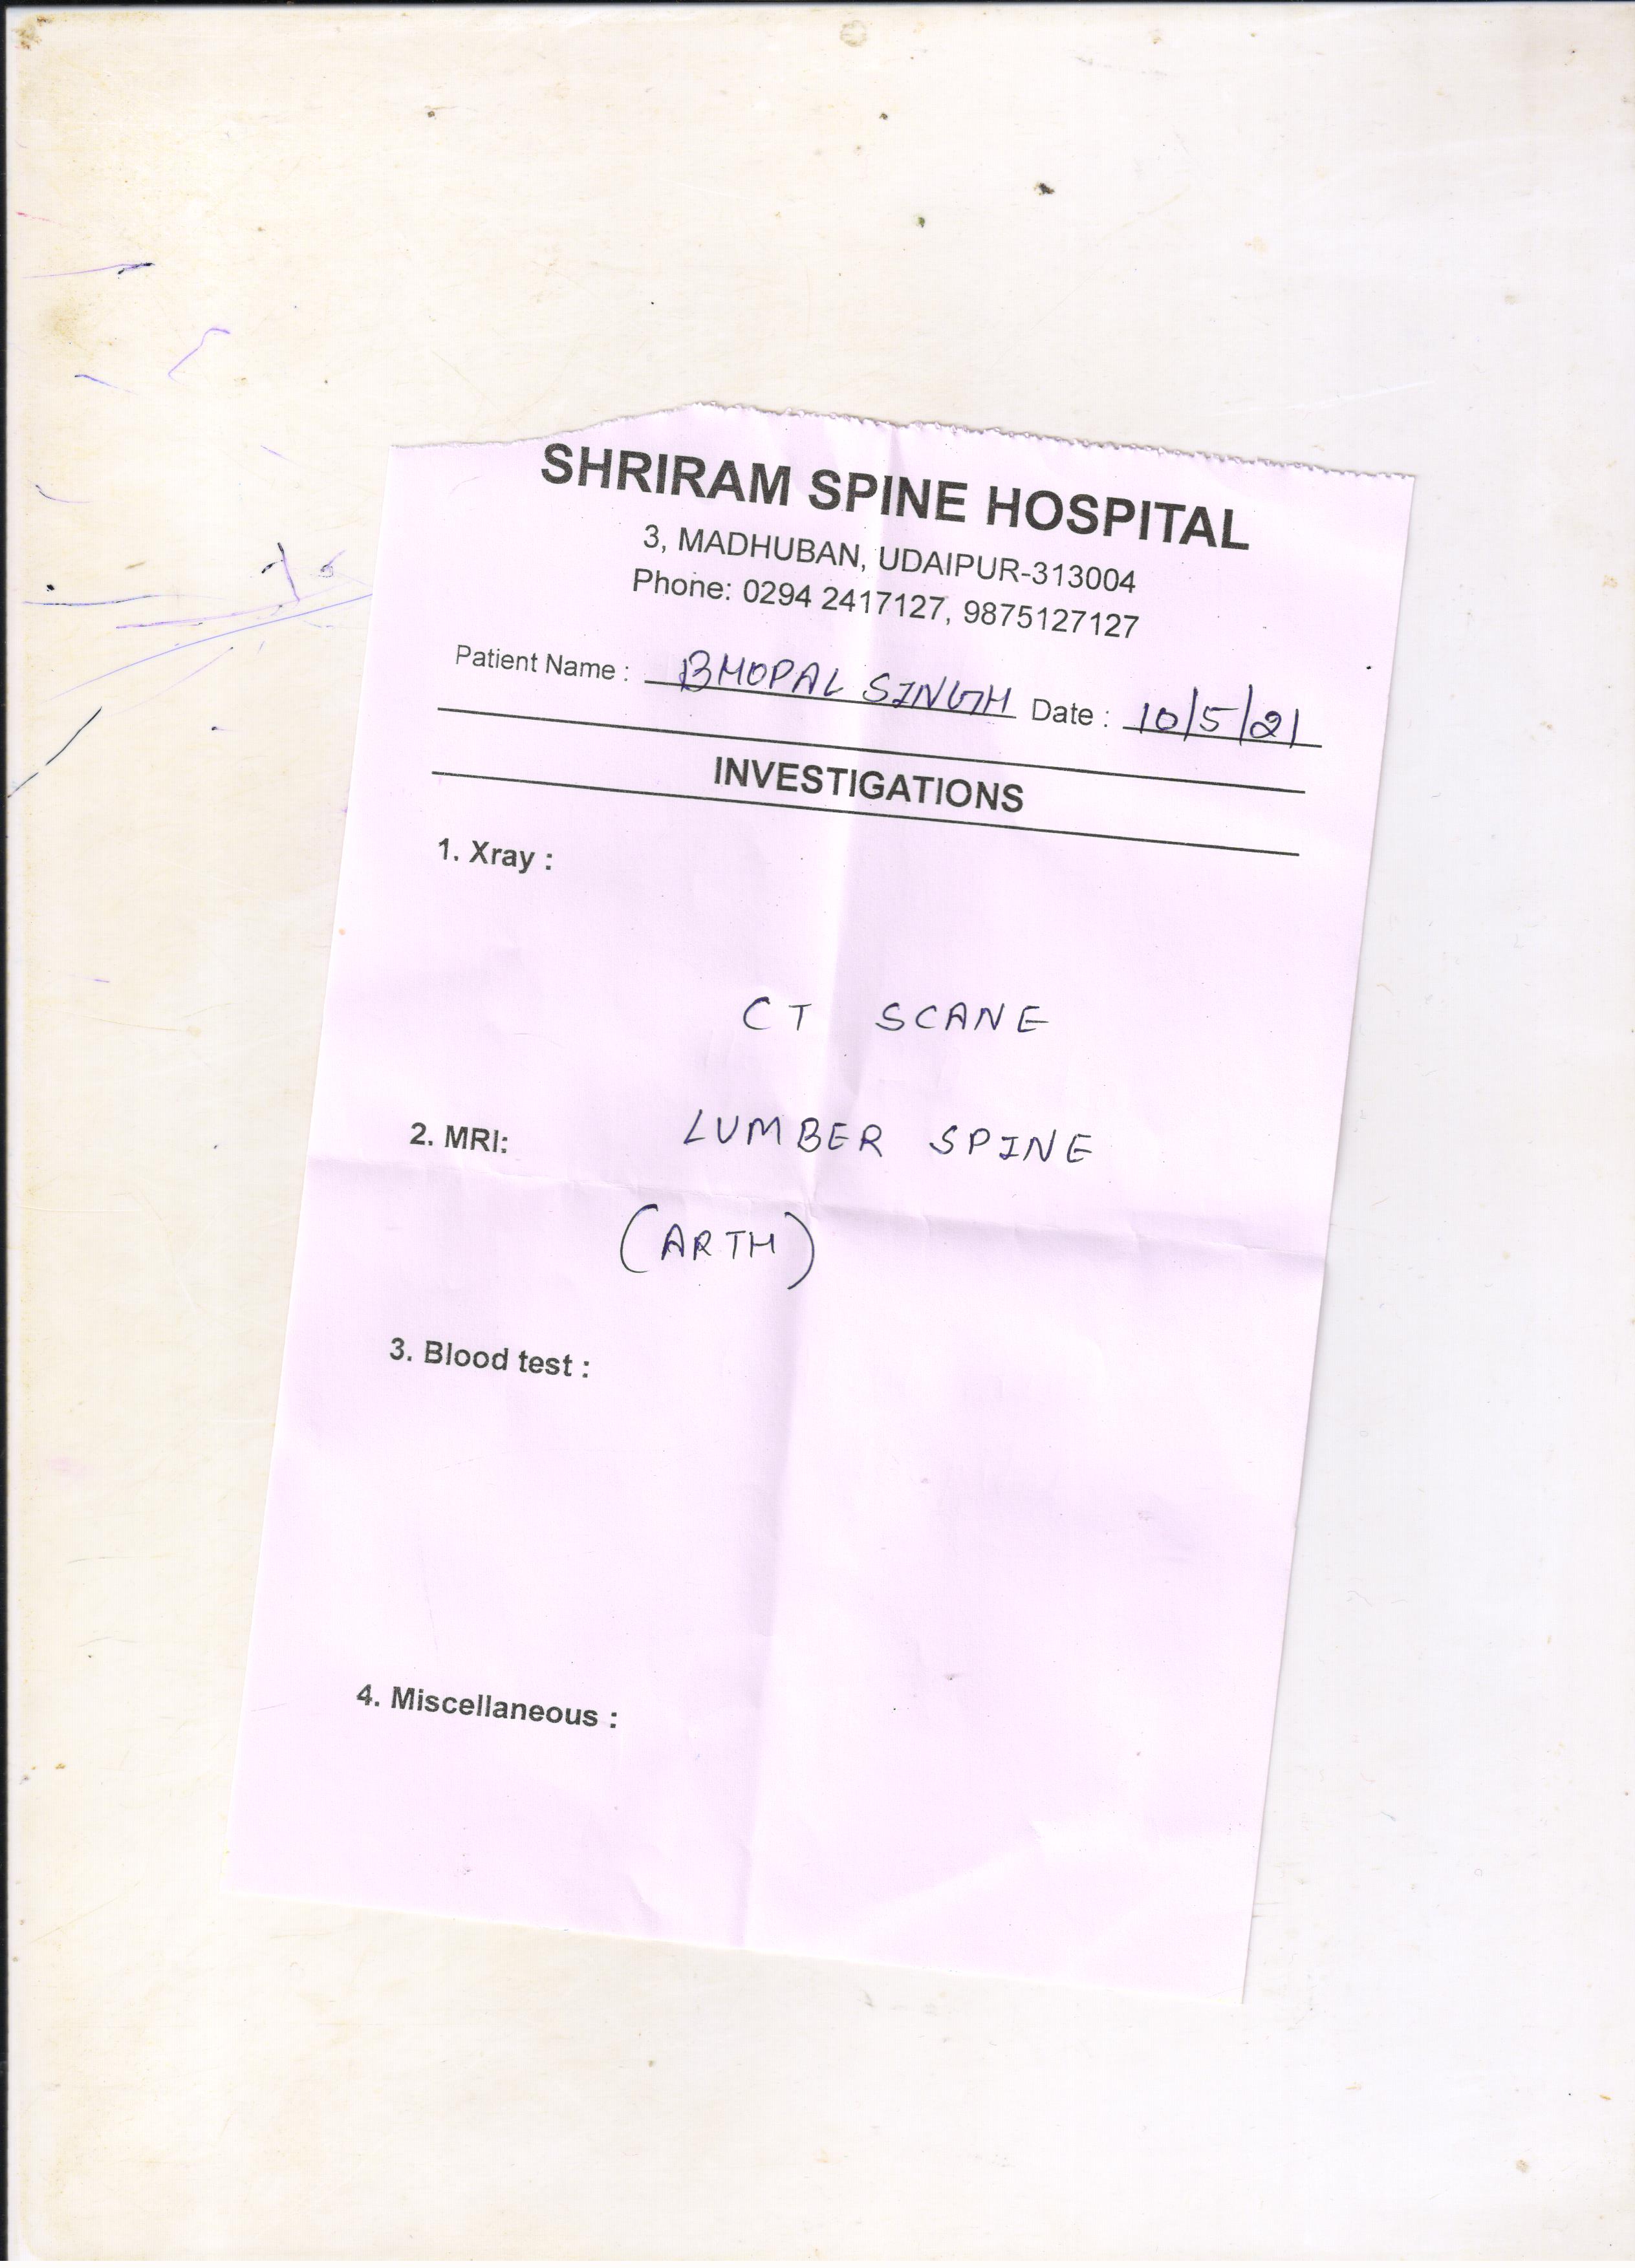 SHRIRAM SPINE HOSPITAL
3, MADHUBAN, UDAIPUR-313004
Phone: 0294 2417127, 9875127127
Patient Name : BHOPAL SINGH Date : 10/5/21
INVESTIGATIONS
1. Xray :
CT SCANE
2. MRI: LUMBER SPINE
(ARTH)
3. Blood test :
4. Miscellaneous :